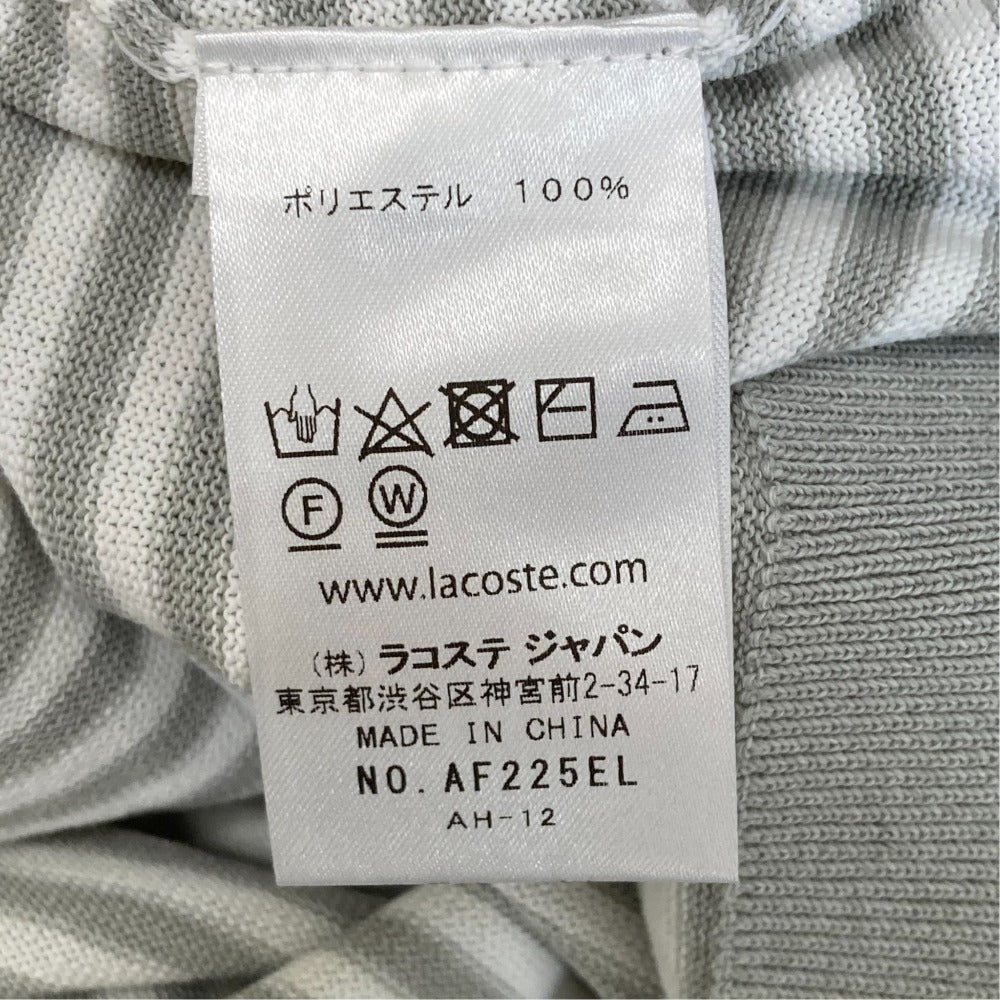 ポリエステル　１００％
F W
www.lacoste.com
(株) ラコステ ジャパン
東京都渋谷区神宮前2-34-17
MADE IN CHINA
NO. AF225EL
AH-12